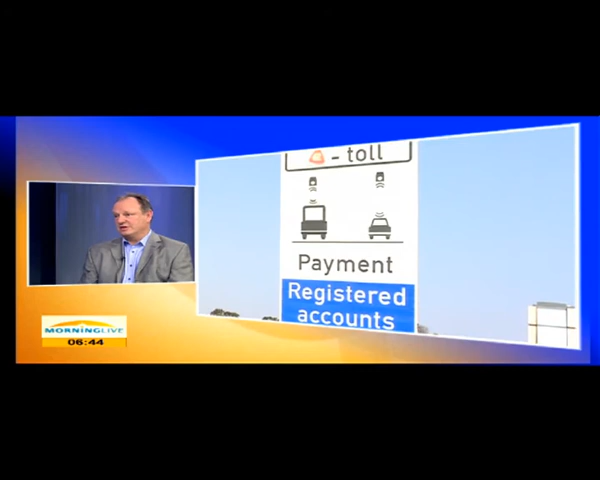 - toll
Payment
Registered
accounts
MORNINGLIVE
06:44